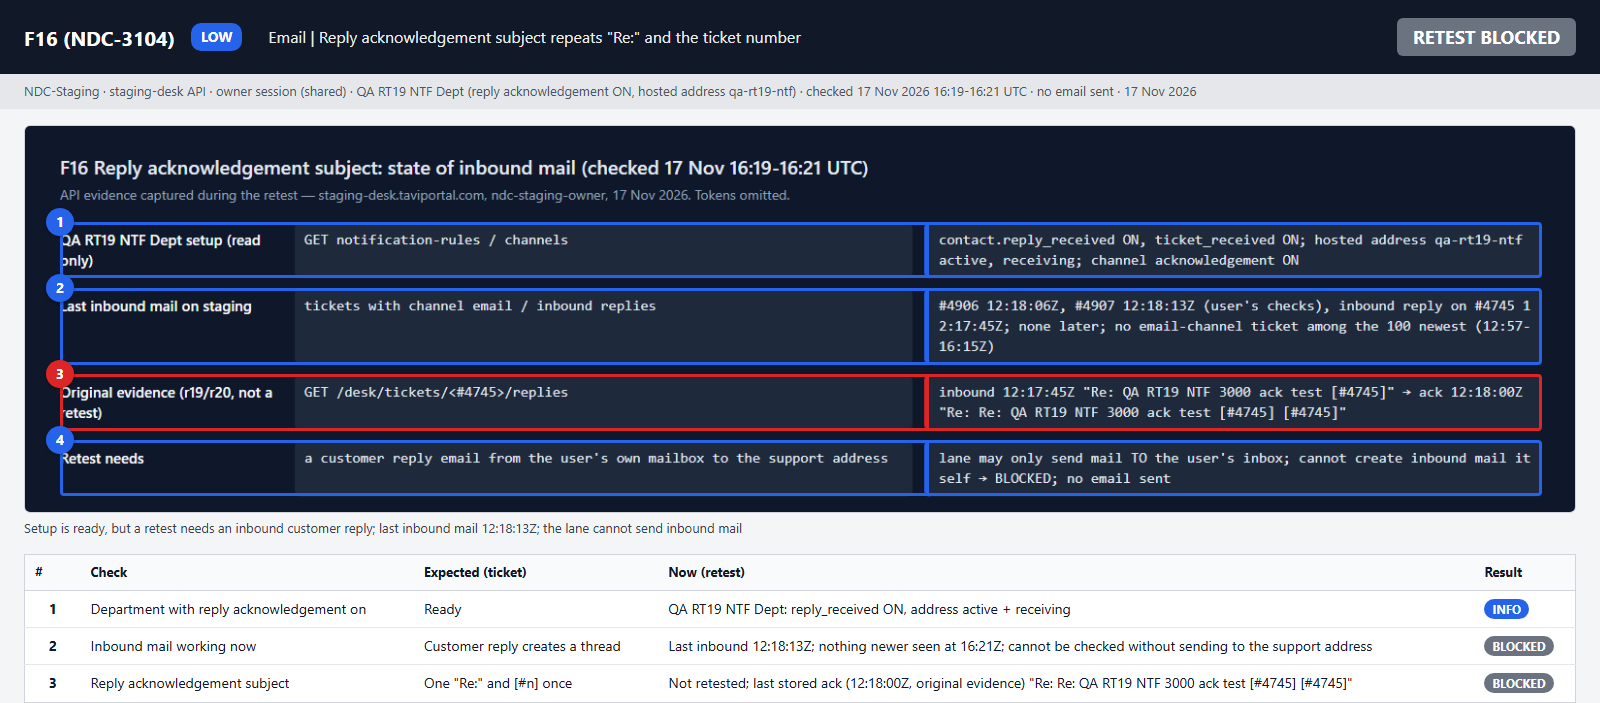 F16 (NDC-3104) LOW Email | Reply acknowledgement subject repeats "Re:" and the ticket number RETEST BLOCKED
NDC-Staging · staging-desk API · owner session (shared) · QA RT19 NTF Dept (reply acknowledgement ON, hosted address qa-rt19-ntf) · checked 17 Nov 2026 16:19-16:21 UTC · no email sent · 17 Nov 2026
F16 Reply acknowledgement subject: state of inbound mail (checked 17 Nov 16:19-16:21 UTC)
API evidence captured during the retest — staging-desk.taviportal.com, ndc-staging-owner, 17 Nov 2026. Tokens omitted.
1
QA RT19 NTF Dept setup (read GET notification-rules / channels contact.reply_received ON, ticket_received ON; hosted address qa-rt19-ntf
only) active, receiving; channel acknowledgement ON
2
Last inbound mail on staging tickets with channel email / inbound replies #4906 12:18:06Z, #4907 12:18:13Z (user's checks), inbound reply on #4745 1
2:17:45Z; none later; no email-channel ticket among the 100 newest (12:57-
16:15Z)
3
Original evidence (r19/r20, not a GET /desk/tickets/<#4745>/replies inbound 12:17:45Z "Re: QA RT19 NTF 3000 ack test [#4745]" → ack 12:18:00Z
retest) "Re: Re: QA RT19 NTF 3000 ack test [#4745] [#4745]"
4
Retest needs a customer reply email from the user's own mailbox to the support address lane may only send mail TO the user's inbox; cannot create inbound mail it
self → BLOCKED; no email sent
Setup is ready, but a retest needs an inbound customer reply; last inbound mail 12:18:13Z; the lane cannot send inbound mail
# Check Expected (ticket) Now (retest) Result
1 Department with reply acknowledgement on Ready QA RT19 NTF Dept: reply_received ON, address active + receiving INFO
2 Inbound mail working now Customer reply creates a thread Last inbound 12:18:13Z; nothing newer seen at 16:21Z; cannot be checked without sending to the support address BLOCKED
3 Reply acknowledgement subject One "Re:" and [#n] once Not retested; last stored ack (12:18:00Z, original evidence) "Re: Re: QA RT19 NTF 3000 ack test [#4745] [#4745]" BLOCKED